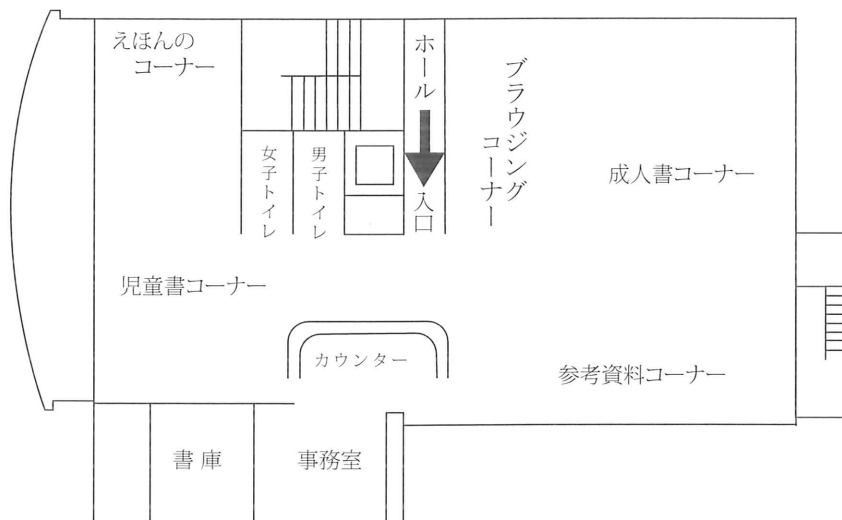 えほんの
コーナー
ホール
ブラウジング
コーナー
成人書コーナー
女子トイレ
男子トイレ
入口
児童書コーナー
カウンター
参考資料コーナー
書庫
事務室